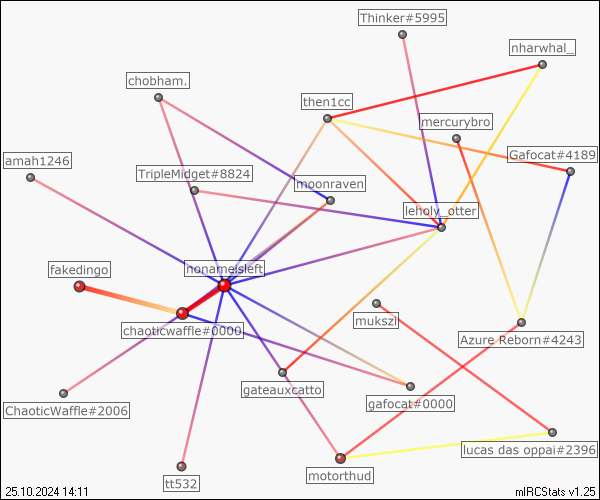 Thinker#5995
nharwhal_
chobham.
then1cc
mercurybro
amah1246
TripleMidget#8824
Gafocat#4189
moonraven
leholy_otter
fakedingo
nonameisleft
chaoticwaffle#0000
mukszi
Azure Reborn#4243
gateauxcatto
gafocat#0000
ChaoticWaffle#2006
lucas das oppai#2396
motorthud
tt532
25.10.2024 14:11
mIRCStats v1.25